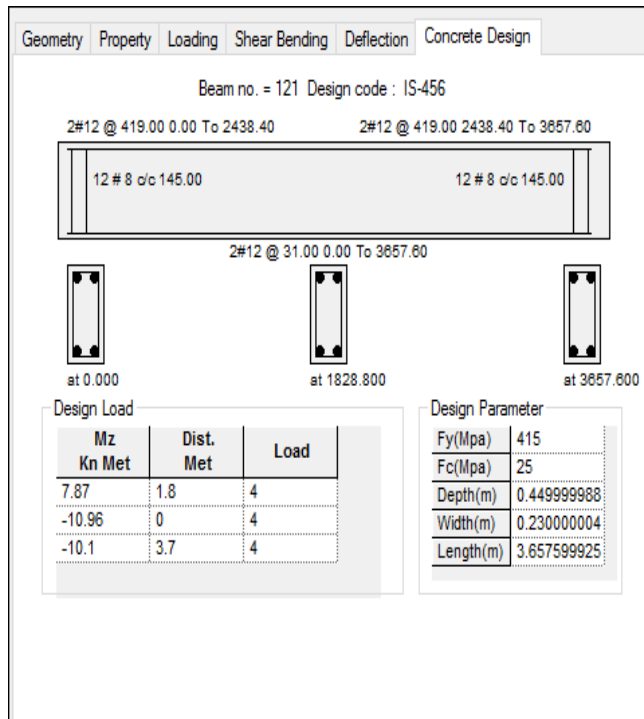 Geometry Property Loading Shear Bending Deflection Concrete Design
Beam no. = 121 Design code : IS-456
2#12 @ 419.00 0.00 To 2438.40 2#12 @ 419.00 2438.40 To 3657.60
12 # 8 c/c 145.00 12 # 8 c/c 145.00
2#12 @ 31.00 0.00 To 3657.60
at 0.000 at 1828.800 at 3657.600
Design Load Design Parameter
Mz Kn Met Dist. Met Load
7.87 1.8 4
-10.96 0 4
-10.1 3.7 4
Fy(Mpa) 415
Fc(Mpa) 25
Depth(m) 0.449999988
Width(m) 0.230000004
Length(m) 3.657599925